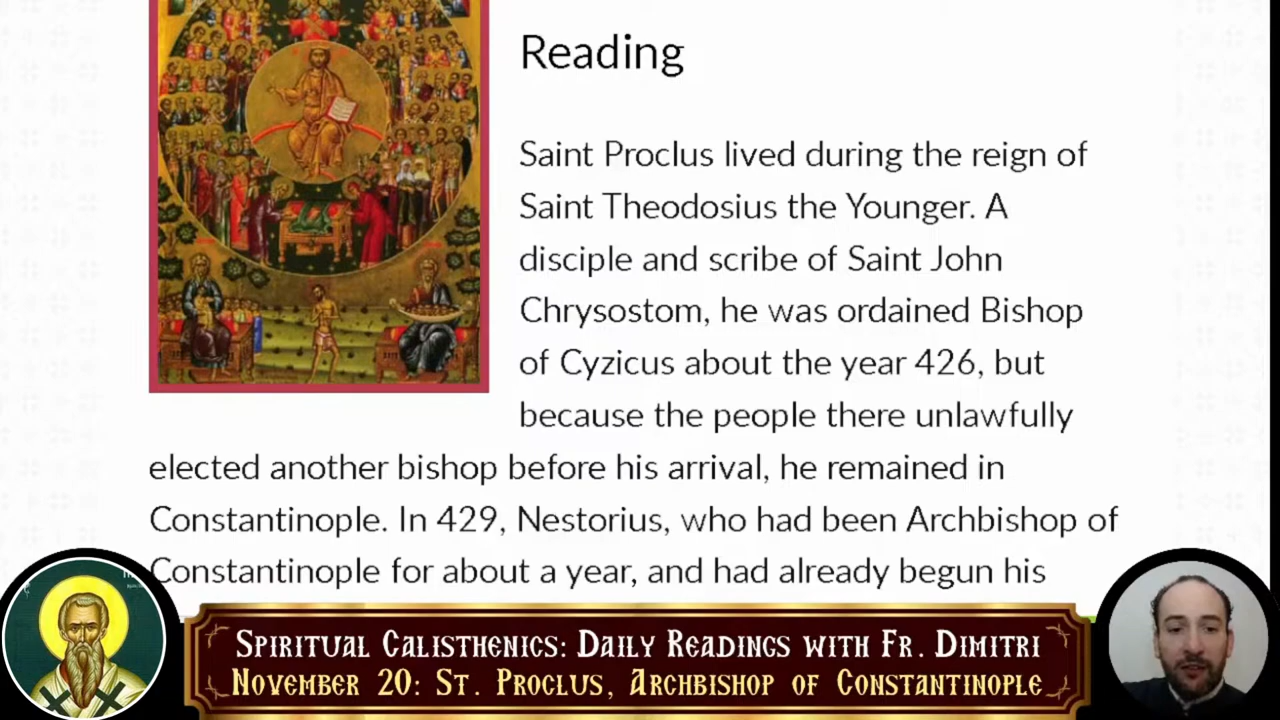 Reading
Saint Proclus lived during the reign of
Saint Theodosius the Younger. A
disciple and scribe of Saint John
Chrysostom, he was ordained Bishop
of Cyzicus about the year 426, but
because the people there unlawfully
elected another bishop before his arrival, he remained in
Constantinople. In 429, Nestorius, who had been Archbishop of
Constantinople for about a year, and had already begun his
Spiritual Calisthenics: Daily Readings with Fr. Dimitri
November 20: St. Proclus, Archbishop of Constantinople